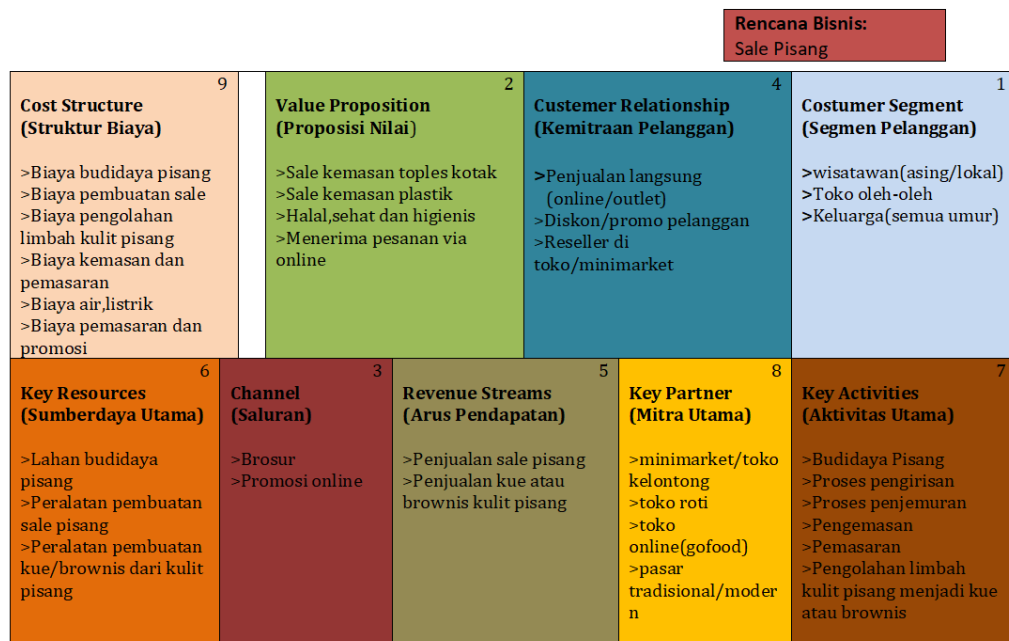 Rencana Bisnis:
Sale Pisang
9
Cost Structure
(Struktur Biaya)
>Biaya budidaya pisang
>Biaya pembuatan sale
>Biaya pengolahan
limbah kulit pisang
>Biaya kemasan dan
pemasaran
>Biaya air,listrik
>Biaya pemasaran dan
promosi
2
Value Proposition
(Proposisi Nilai)
>Sale kemasan toples kotak
>Sale kemasan plastik
>Halal,sehat dan higienis
>Menerima pesanan via
online
4
Custemer Relationship
(Kemitraan Pelanggan)
>Penjualan langsung
(online/outlet)
>Diskon/promo pelanggan
>Reseller di
toko/minimarket
1
Costumer Segment
(Segmen Pelanggan)
>wisatawan(asing/lokal)
>Toko oleh-oleh
>Keluarga(semua umur)
6
Key Resources
(Sumberdaya Utama)
>Lahan budidaya
pisang
>Peralatan pembuatan
sale pisang
>Peralatan pembuatan
kue/brownis dari kulit
pisang
3
Channel
(Saluran)
>Brosur
>Promosi online
5
Revenue Streams
(Arus Pendapatan)
>Penjualan sale pisang
>Penjualan kue atau
brownis kulit pisang
8
Key Partner
(Mitra Utama)
>minimarket/toko
kelontong
>toko roti
>toko
online(gofood)
>pasar
tradisional/moder
n
7
Key Activities
(Aktivitas Utama)
>Budidaya Pisang
>Proses pengirisan
>Proses penjemuran
>Pengemasan
>Pemasaran
>Pengolahan limbah
kulit pisang menjadi kue
atau brownis